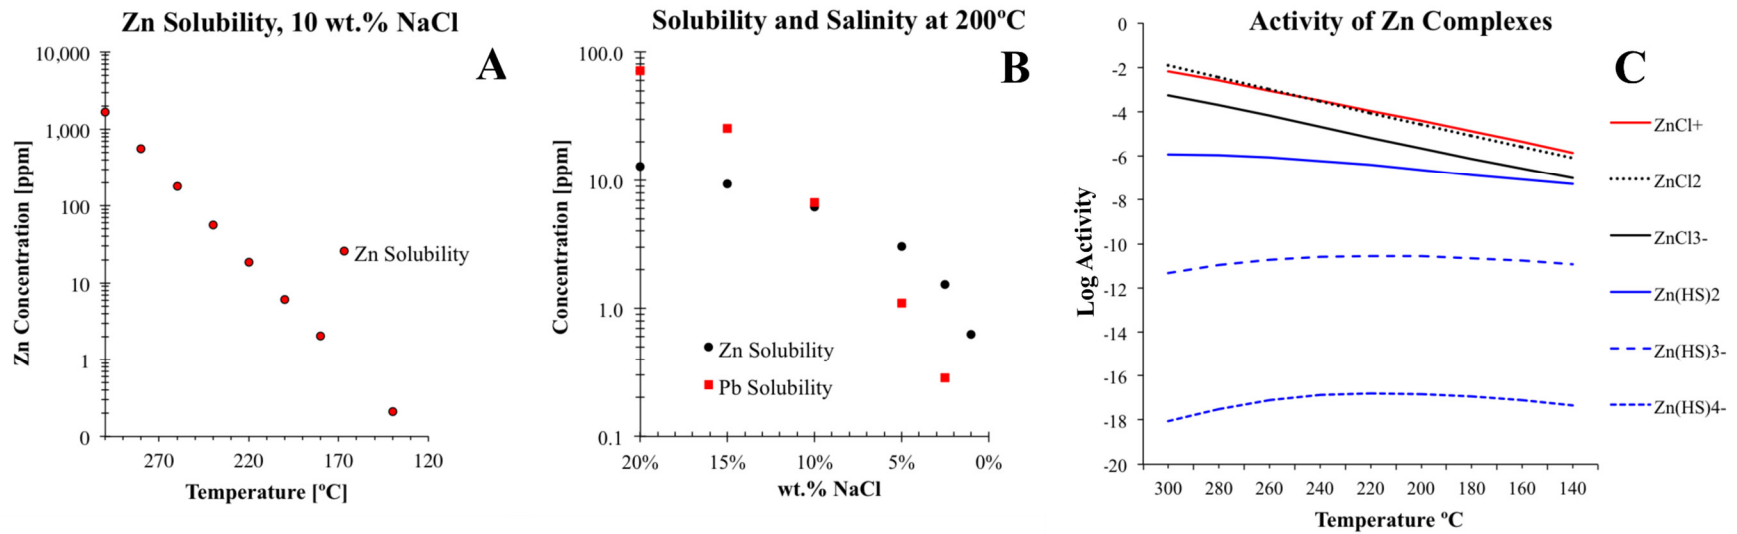 Zn Solubility, 10 wt.% NaCl
A
10,000
1,000
100
10
1
0
Zn Concentration [ppm]
Zn Solubility
270 220 170 120
Temperature [ºC]
Solubility and Salinity at 200ºC
B
100.0
10.0
1.0
0.1
Concentration [ppm]
Zn Solubility
Pb Solubility
20% 15% 10% 5% 0%
wt.% NaCl
Activity of Zn Complexes
C
0
-2
-4
-6
-8
-10
-12
-14
-16
-18
-20
Log Activity
300 280 260 240 220 200 180 160 140
Temperature ºC
ZnCl+
ZnCl2
ZnCl3-
Zn(HS)2
Zn(HS)3-
Zn(HS)4-